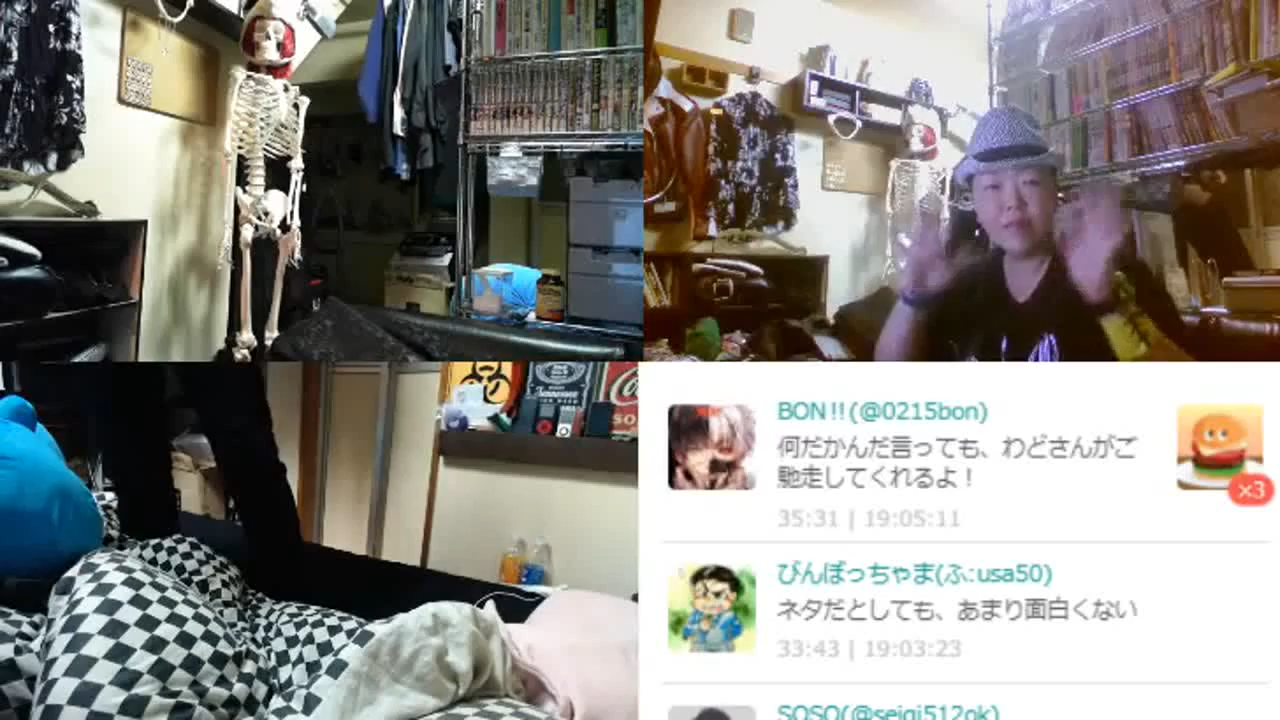 Tennessee
Coca
BON!!(@0215bon)
何だかんだ言っても、わどさんがご
馳走してくれるよ！
×3
35:31 | 19:05:11
びんぼっちゃま(ふ:usa50)
ネタだとしても、あまり面白くない
33:43 | 19:03:23
SOSO(@seigi512ok)